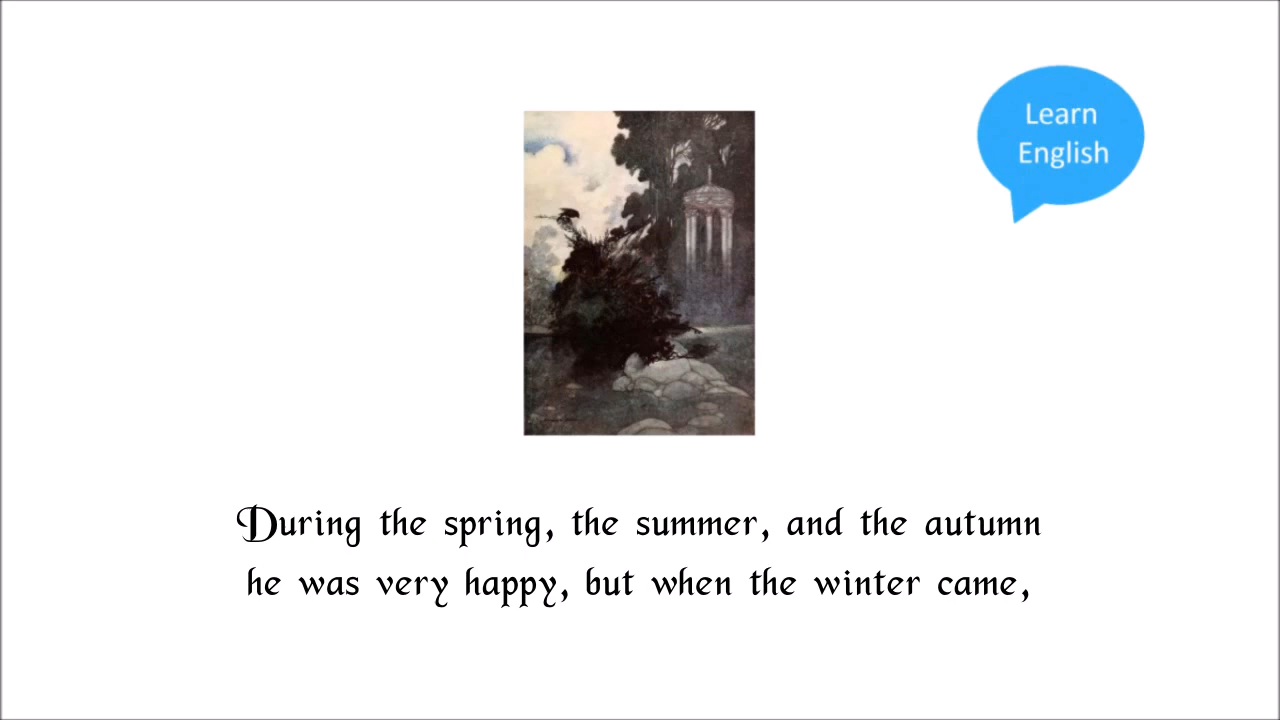 Learn
English
During the spring, the summer, and the autumn
he was very happy, but when the winter came,